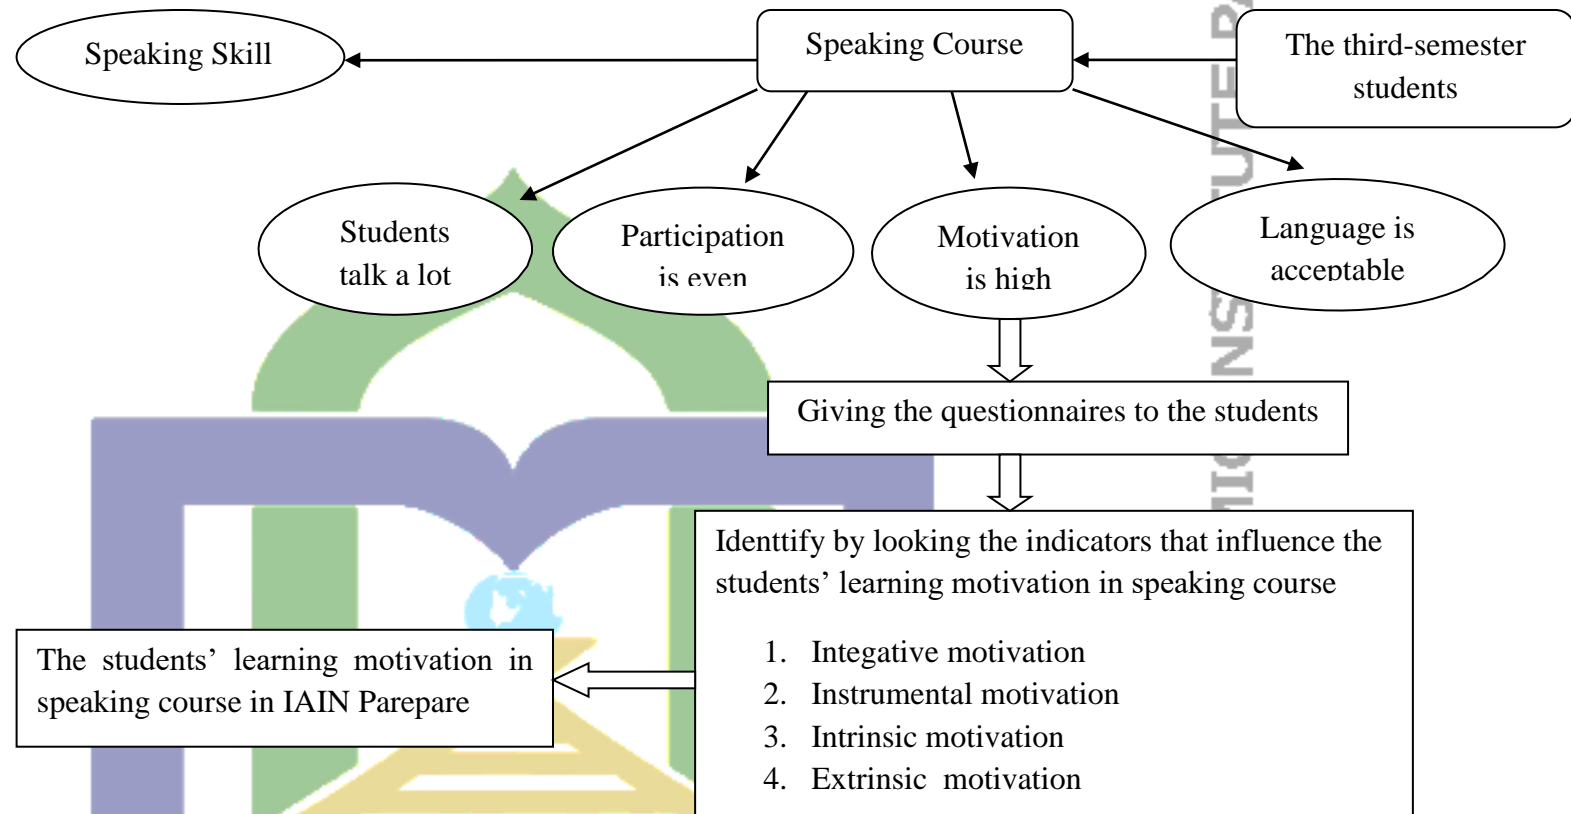 Speaking Skill
Speaking Course
The third-semester
students
Students
talk a lot
Participation
is even
Motivation
is high
Language is
acceptable
Giving the questionnaires to the students
Identtify by looking the indicators that influence the
students’ learning motivation in speaking course
1. Integative motivation
2. Instrumental motivation
3. Intrinsic motivation
4. Extrinsic motivation
The students’ learning motivation in
speaking course in IAIN Parepare